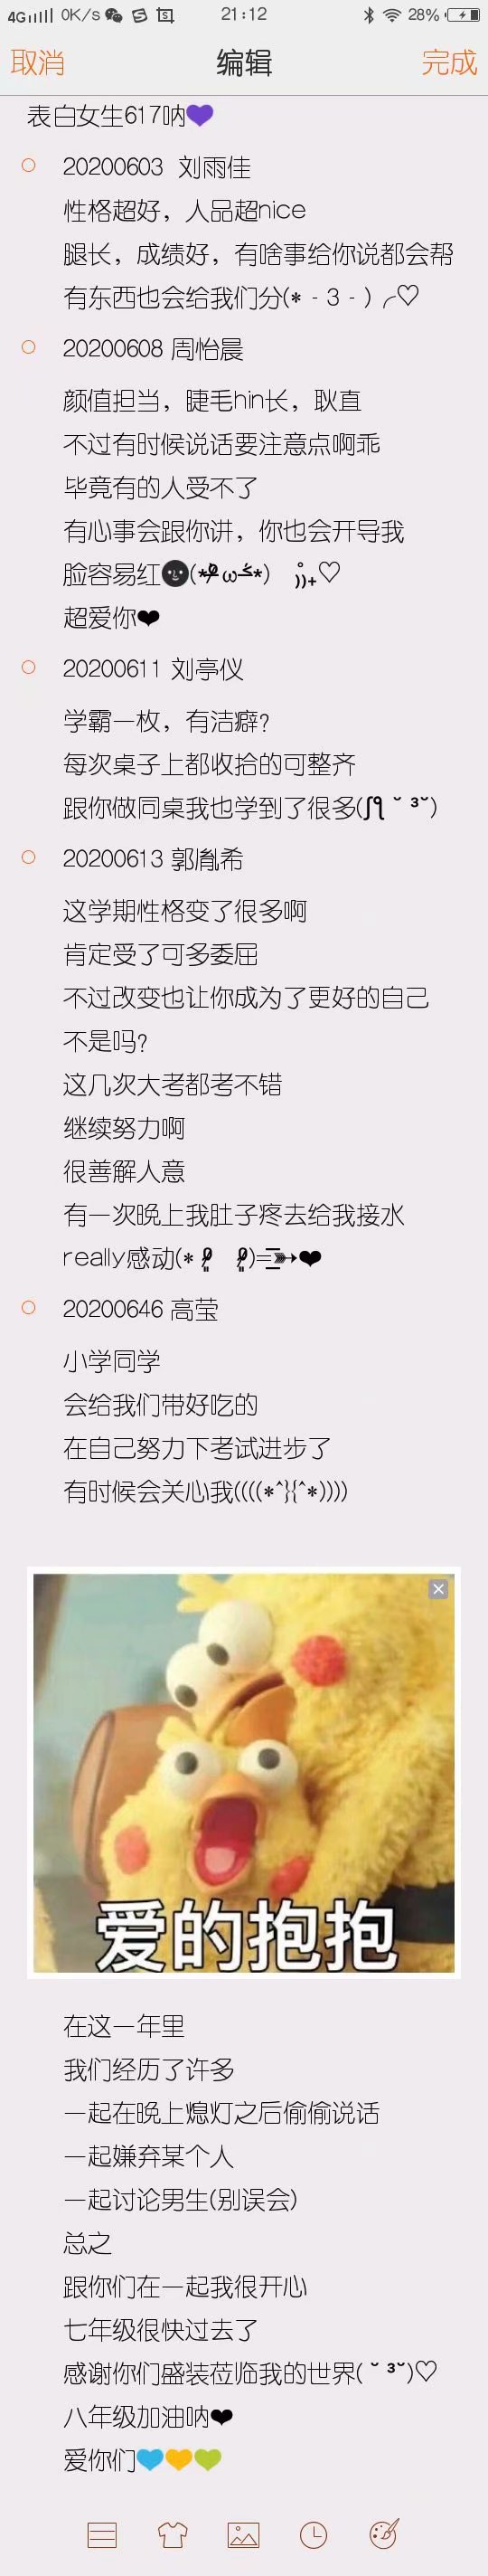 4G 0K/s 21:12 28%
取消 编辑 完成
表白女生617呐💜
20200603 刘雨佳
性格超好，人品超nice
腿长，成绩好，有啥事给你说都会帮
有东西也会给我们分(* - 3 - )╭♡
20200608 周怡晨
颜值担当，睫毛hin长，耿直
不过有时候说话要注意点啊乖
毕竟有的人受不了
有心事会跟你讲，你也会开导我
脸容易红🌚
超爱你❤
20200611 刘亭仪
学霸一枚，有洁癖?
每次桌子上都收拾的可整齐
跟你做同桌我也学到了很多(ʃƪ ˘ ³˘)
20200613 郭胤希
这学期性格变了很多啊
肯定受了可多委屈
不过改变也让你成为了更好的自己
不是吗?
这几次大考都考不错
继续努力啊
很善解人意
有一次晚上我肚子疼去给我接水
really感动
20200646 高莹
小学同学
会给我们带好吃的
在自己努力下考试进步了
有时候会关心我((((*^}{^*))))
爱的抱抱
在这一年里
我们经历了许多
一起在晚上熄灯之后偷偷说话
一起嫌弃某个人
一起讨论男生(别误会)
总之
跟你们在一起我很开心
七年级很快过去了
感谢你们盛装莅临我的世界( ˘ ³˘)♡
八年级加油呐❤
爱你们💙💛💚